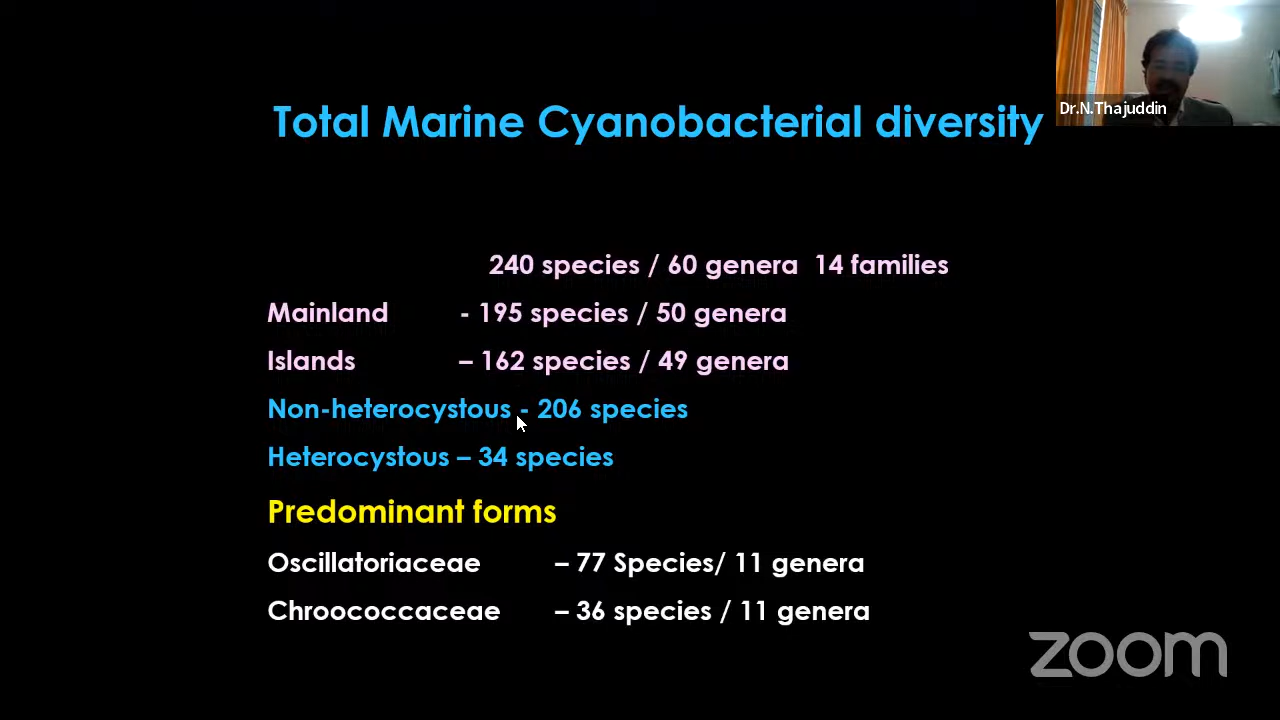 Dr.N.Thajuddin
Total Marine Cyanobacterial diversity
240 species / 60 genera 14 families
Mainland - 195 species / 50 genera
Islands – 162 species / 49 genera
Non-heterocystous - 206 species
Heterocystous – 34 species
Predominant forms
Oscillatoriaceae – 77 Species/ 11 genera
Chroococcaceae – 36 species / 11 genera
zoom